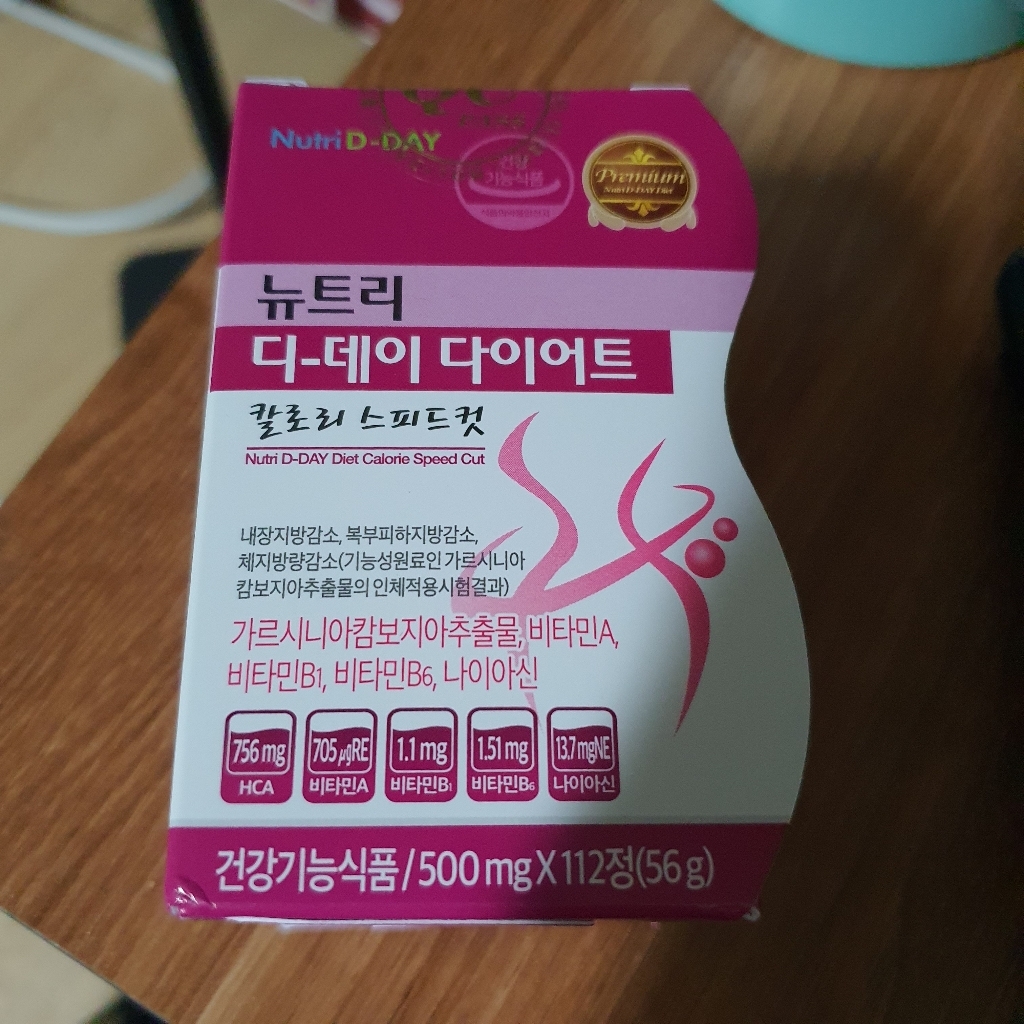 Nutri D-DAY
건강
기능식품
Premium
Nutri D-DAY Diet
뉴트리
디-데이 다이어트
칼로리 스피드컷
Nutri D-DAY Diet Calorie Speed Cut
내장지방감소, 복부피하지방감소,
체지방량감소(기능성원료인 가르시니아
캄보지아추출물의 인체적용시험결과)
가르시니아캄보지아추출물, 비타민A,
비타민B1, 비타민B6, 나이아신
756 mg 705 μgRE 1.1 mg 1.51 mg 13.7 mgNE
HCA 비타민A 비타민B1 비타민B6 나이아신
건강기능식품/500 mg X 112정(56 g)